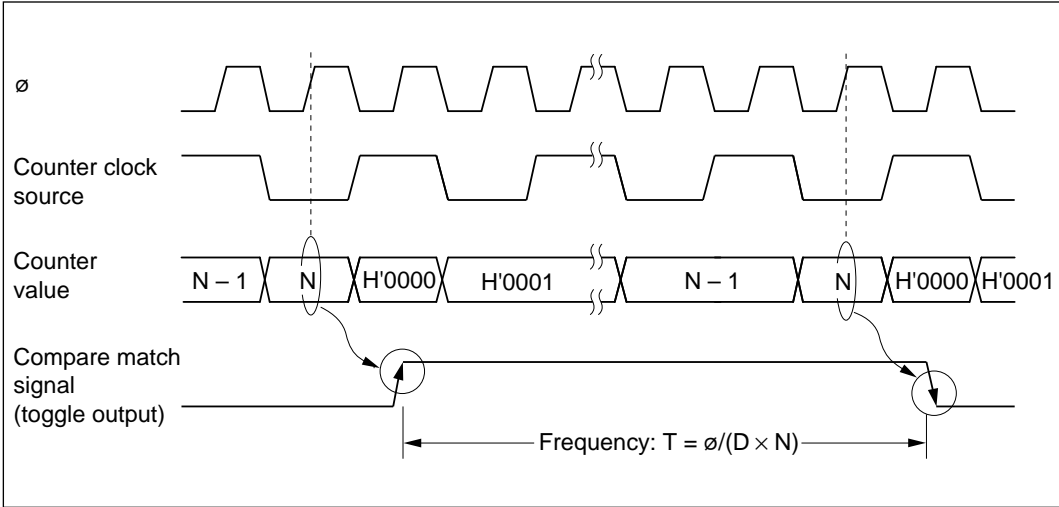 ø
Counter clock
source
Counter
value
N – 1
N
H'0000
H'0001
N – 1
N
H'0000
H'0001
Compare match
signal
(toggle output)
Frequency: T = ø/(D × N)